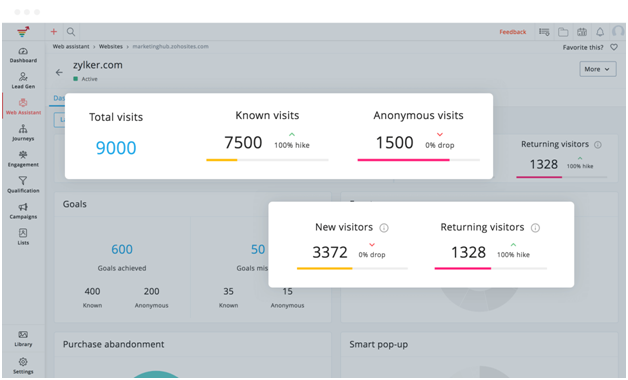 Feedback
Web assistant > Websites > marketinghub.zohosites.com
Favorite this?
Dashboard
zylker.com
Active
More
Lead Gen
Web Assistant
Total visits
Known visits
Anonymous visits
9000
7500
100% hike
1500
0% drop
Returning visitors
1328
100% hike
Journeys
Engagement
Qualification
Campaigns
Lists
Goals
New visitors
Returning visitors
3372
0% drop
1328
100% hike
600
50
Goals achieved
Goals mis
400
200
35
15
Known
Anonymous
Known
Anonymous
Library
Settings
Purchase abandonment
Smart pop-up